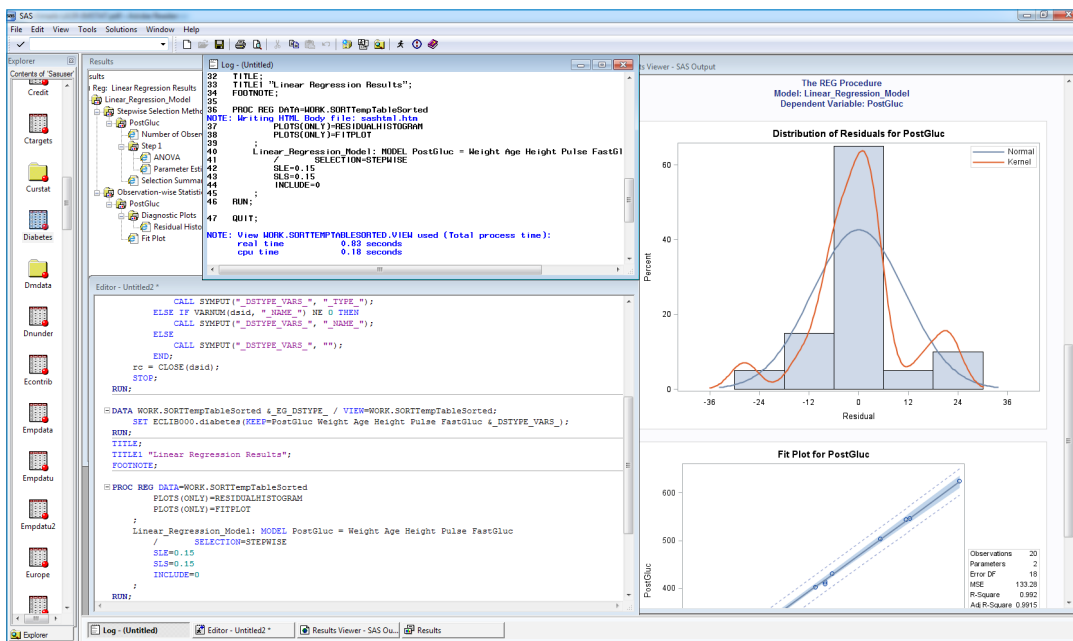 SAS
File Edit View Tools Solutions Window Help
Explorer
Contents of 'Sasuser'
Credit
Ctargets
Curstat
Diabetes
Dmdata
Dnunder
Econtrib
Empdata
Empdatu
Empdatu2
Europe
Explorer
Results
sults
Reg: Linear Regression Results
Linear_Regression_Model
Stepwise Selection Metho
PostGluc
Number of Obser
Step 1
ANOVA
Parameter Esti
Selection Summa
Observation-wise Statistic
PostGluc
Diagnostic Plots
Residual Histo
Fit Plot
Log - (Untitled)
32 TITLE;
33 TITLE1 "Linear Regression Results";
34 FOOTNOTE;
35
36 PROC REG DATA=WORK.SORTTempTableSorted
NOTE: Writing HTML Body file: sashtml.htm
37 PLOTS(ONLY)=RESIDUALHISTOGRAM
38 PLOTS(ONLY)=FITPLOT
39 ;
40 Linear_Regression_Model: MODEL PostGluc = Weight Age Height Pulse FastGl
41 / SELECTION=STEPWISE
42 SLE=0.15
43 SLS=0.15
44 INCLUDE=0
45 ;
46 RUN;
47 QUIT;
NOTE: View WORK.SORTTEMPTABLESORTED.VIEW used (Total process time):
real time 0.83 seconds
cpu time 0.18 seconds
Editor - Untitled2 *
CALL SYMPUT("_DSTYPE_VARS_", "_TYPE_");
ELSE IF VARNUM(dsid, "_NAME_") NE 0 THEN
CALL SYMPUT("_DSTYPE_VARS_", "_NAME_");
ELSE
CALL SYMPUT("_DSTYPE_VARS_", "");
END;
rc = CLOSE(dsid);
STOP;
RUN;
DATA WORK.SORTTempTableSorted &_EG_DSTYPE_ / VIEW=WORK.SORTTempTableSorted;
SET ECLIB000.diabetes(KEEP=PostGluc Weight Age Height Pulse FastGluc &_DSTYPE_VARS_);
RUN;
TITLE;
TITLE1 "Linear Regression Results";
FOOTNOTE;
PROC REG DATA=WORK.SORTTempTableSorted
PLOTS(ONLY)=RESIDUALHISTOGRAM
PLOTS(ONLY)=FITPLOT
;
Linear_Regression_Model: MODEL PostGluc = Weight Age Height Pulse FastGluc
/ SELECTION=STEPWISE
SLE=0.15
SLS=0.15
INCLUDE=0
;
RUN;
esults Viewer - SAS Output
The REG Procedure
Model: Linear_Regression_Model
Dependent Variable: PostGluc
Distribution of Residuals for PostGluc
Normal
Kernel
Percent
60
40
20
0
-36 -24 -12 0 12 24 36
Residual
Fit Plot for PostGluc
PostGluc
600
500
400
Observations 20
Parameters 2
Error DF 18
MSE 133.28
R-Square 0.992
Adj R-Square 0.9915
Log - (Untitled)
Editor - Untitled2 *
Results Viewer - SAS Ou...
Results